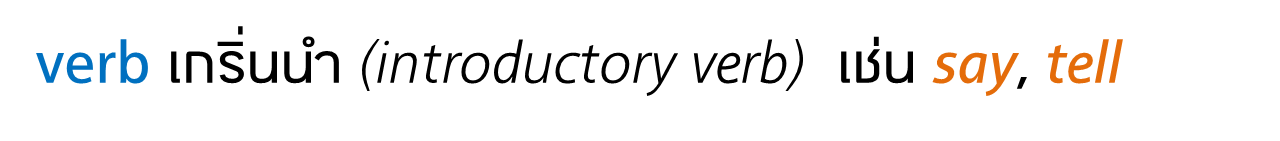 verb เกริ่นนำ (introductory verb) เช่น say, tell